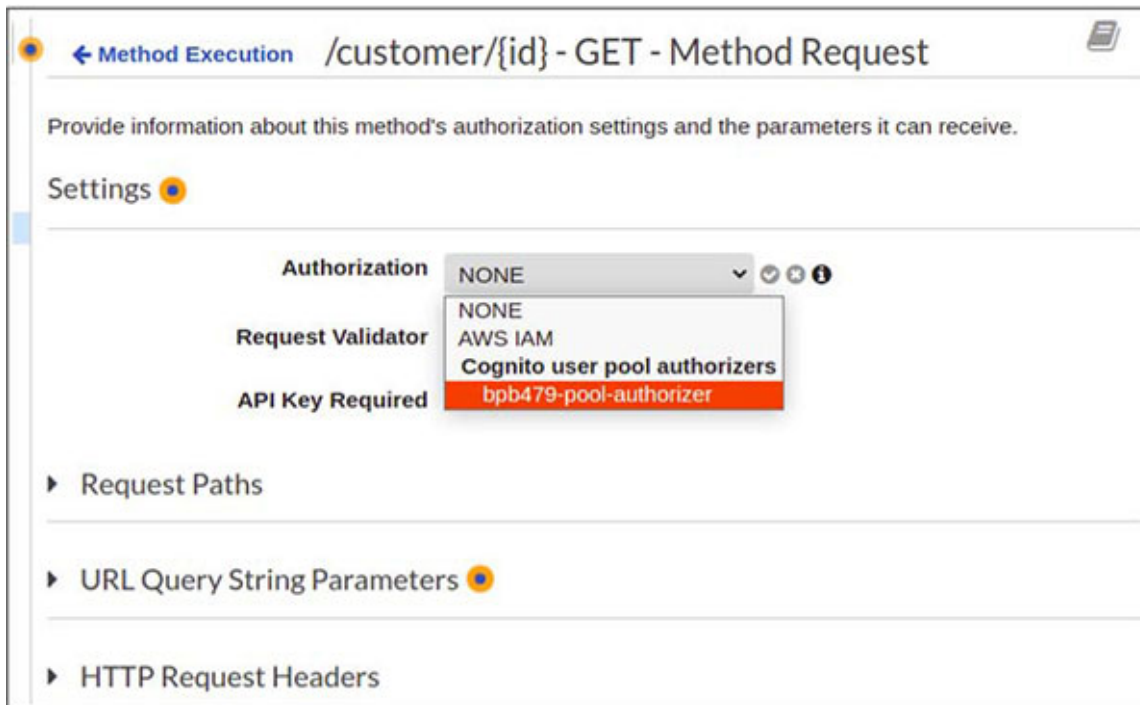 Method Execution /customer/{id} - GET - Method Request
Provide information about this method's authorization settings and the parameters it can receive.
Settings
Authorization NONE
NONE
Request Validator AWS IAM
Cognito user pool authorizers
API Key Required bpb479-pool-authorizer
Request Paths
URL Query String Parameters
HTTP Request Headers